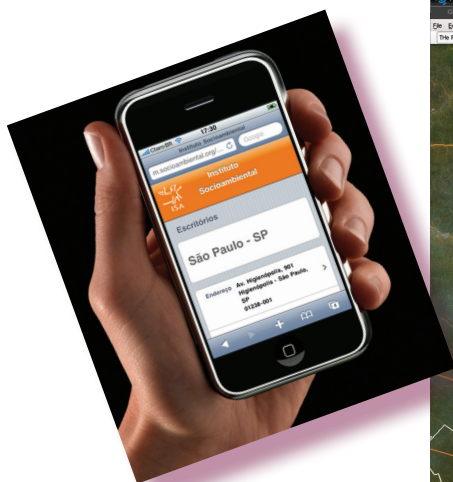 Claro-BR 17:30
Instituto Socioambiental
m.socioambiental.org/... Google
ISA
Instituto
Socioambiental
Escritórios
São Paulo - SP
Endereço Av. Higienópolis, 901
Higienópolis - São Paulo,
SP
01238-001
File